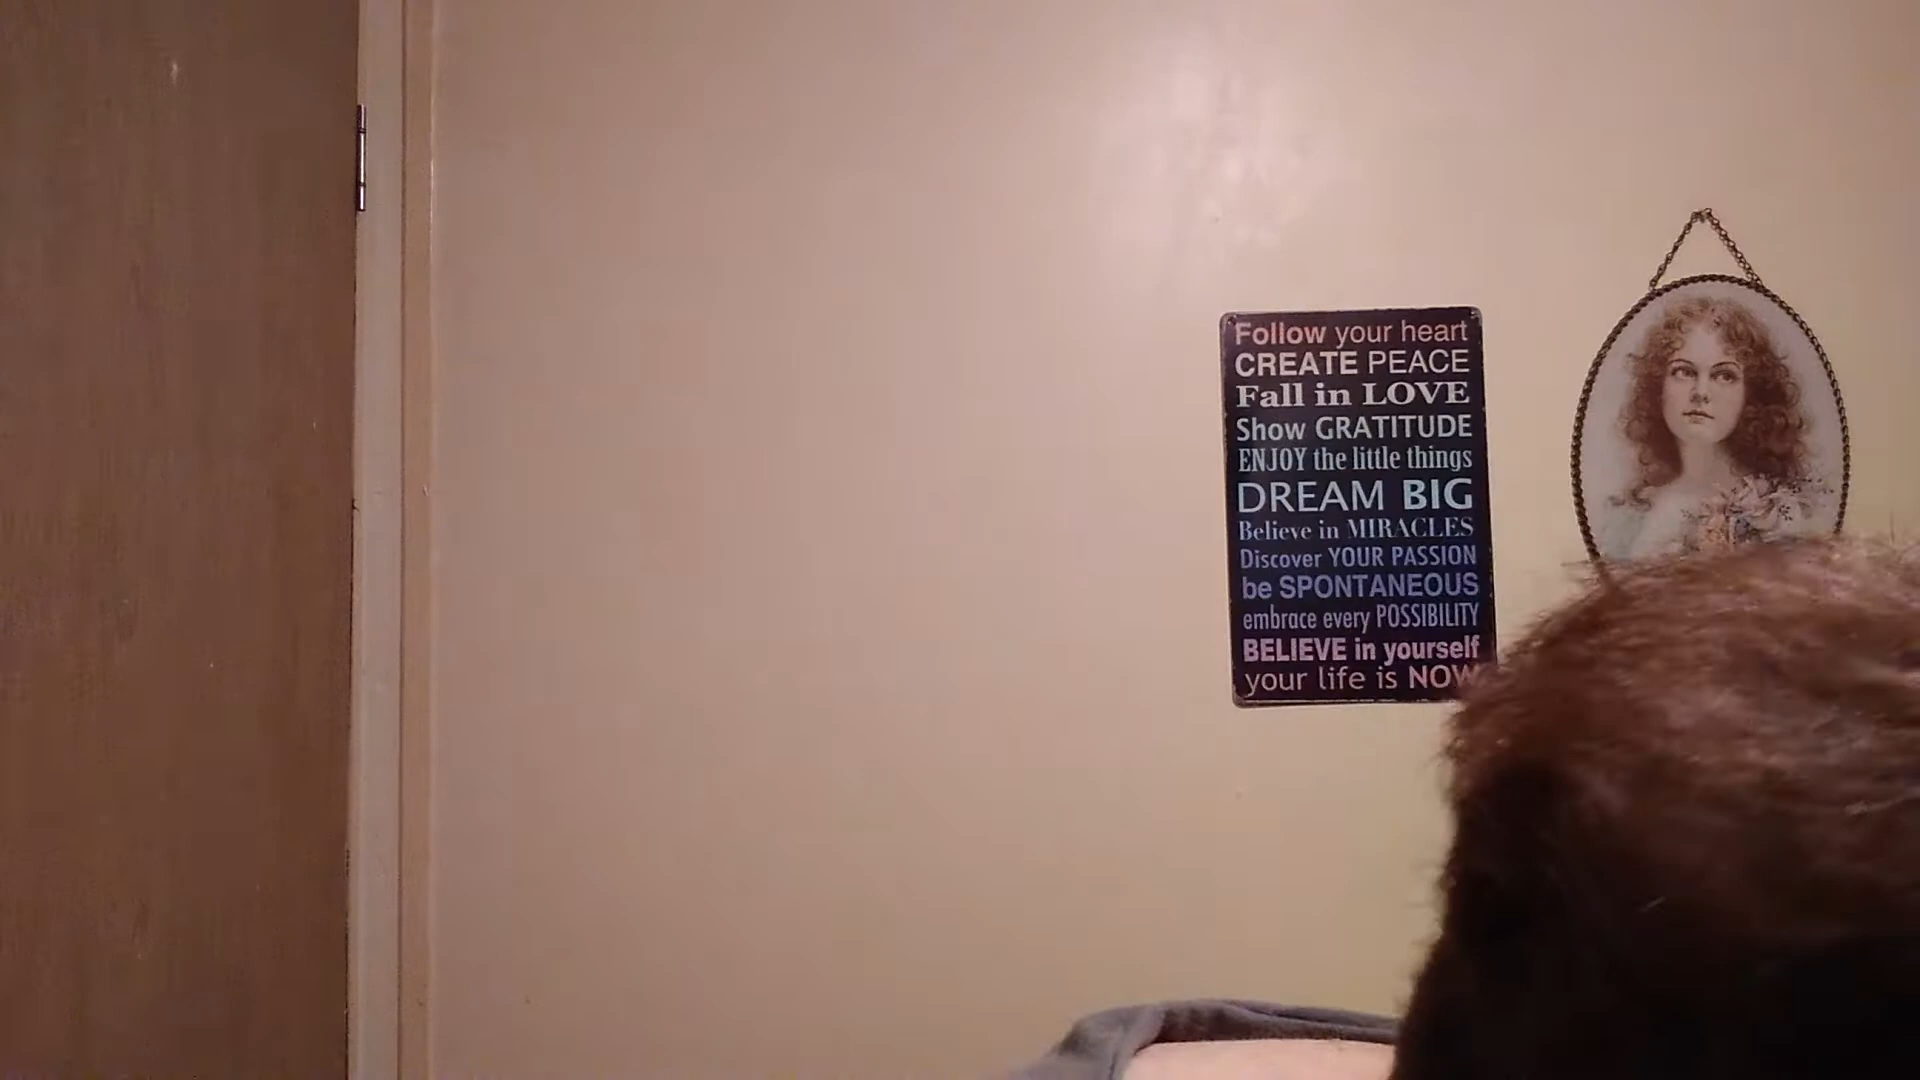 Follow your heart
CREATE PEACE
Fall in LOVE
Show GRATITUDE
ENJOY the little things
DREAM BIG
Believe in MIRACLES
Discover YOUR PASSION
be SPONTANEOUS
embrace every POSSIBILITY
BELIEVE in yourself
your life is NOW